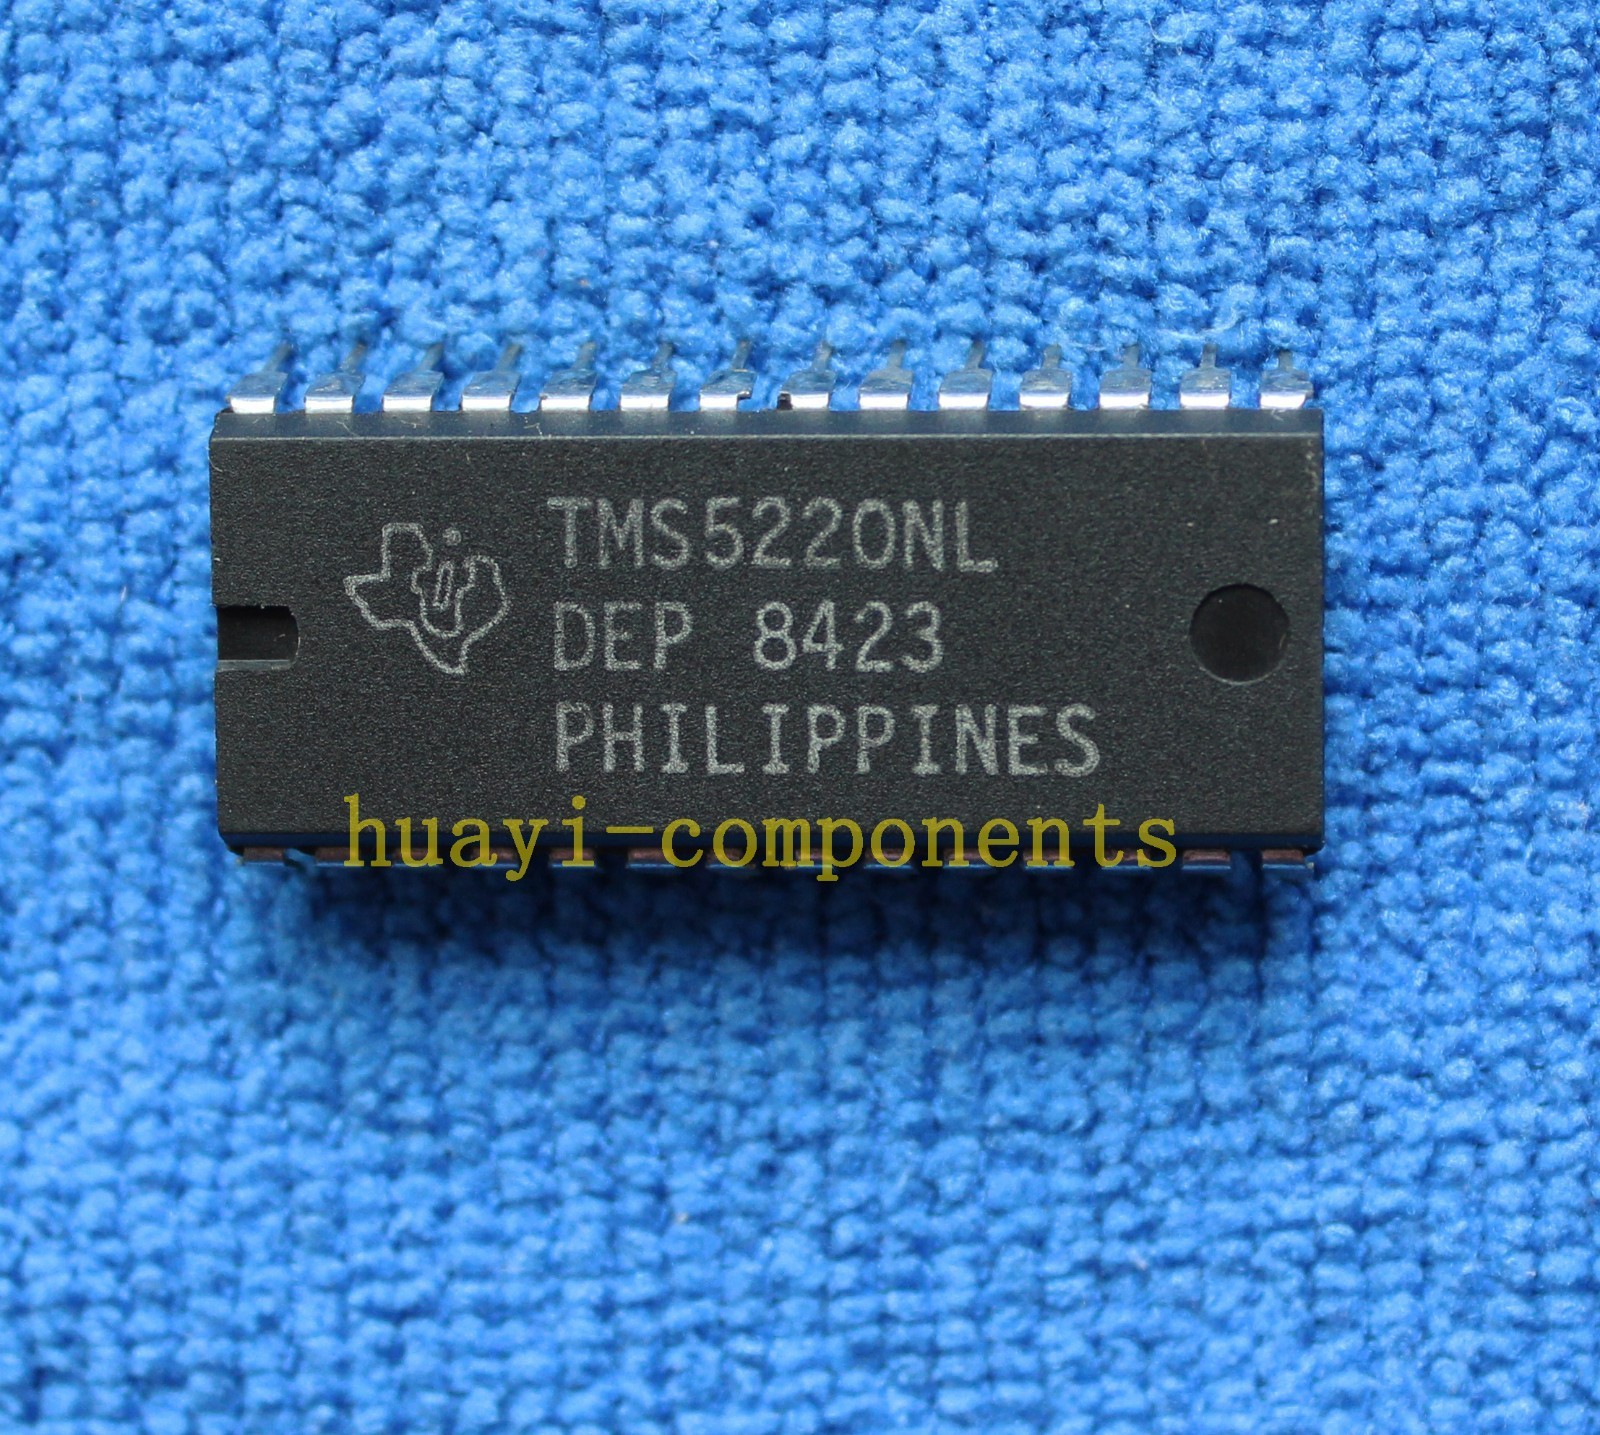 TMS5220NL
DEP 8423
PHILIPPINES
huayi-components